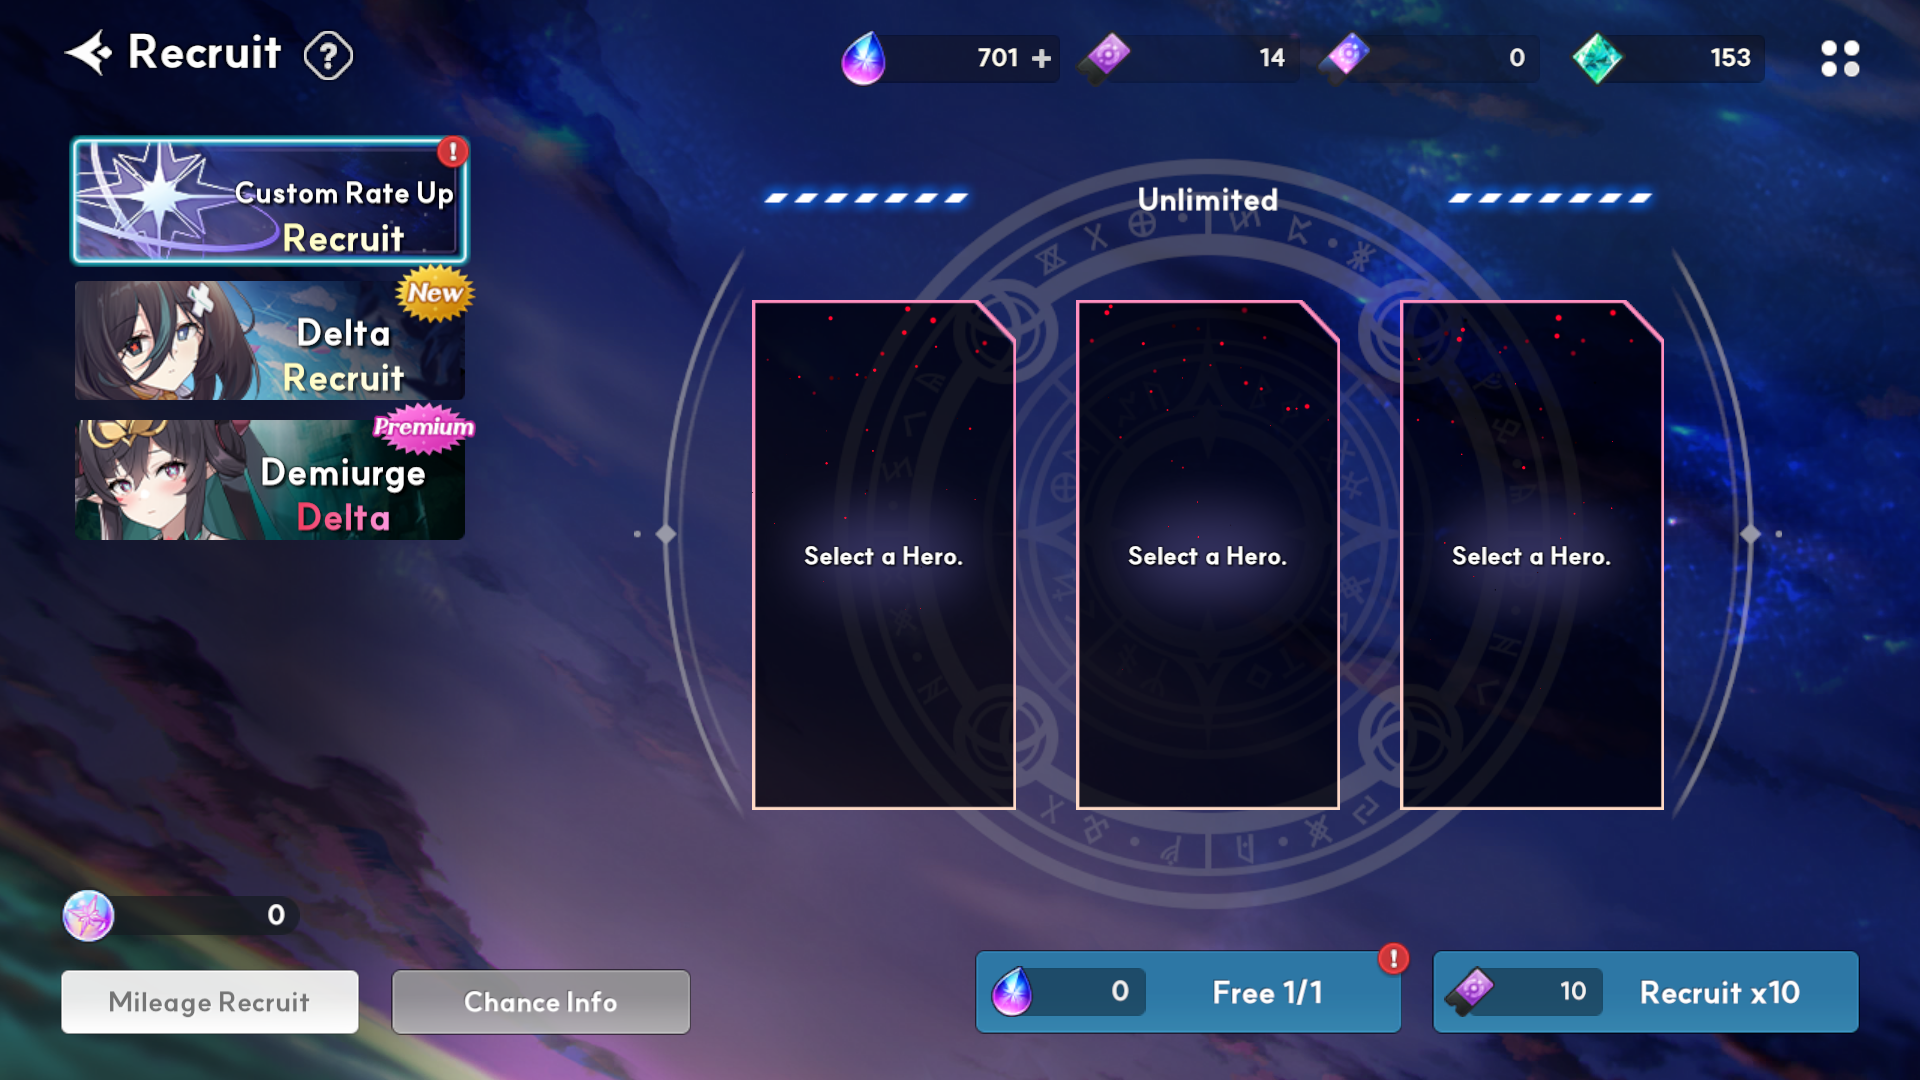 Recruit ?
701 +
14
0
153
Custom Rate Up
Recruit
!
New
Delta
Recruit
Premium
Demiurge
Delta
Unlimited
Select a Hero.
Select a Hero.
Select a Hero.
0
Mileage Recruit
Chance Info
0
Free 1/1
!
10
Recruit x10